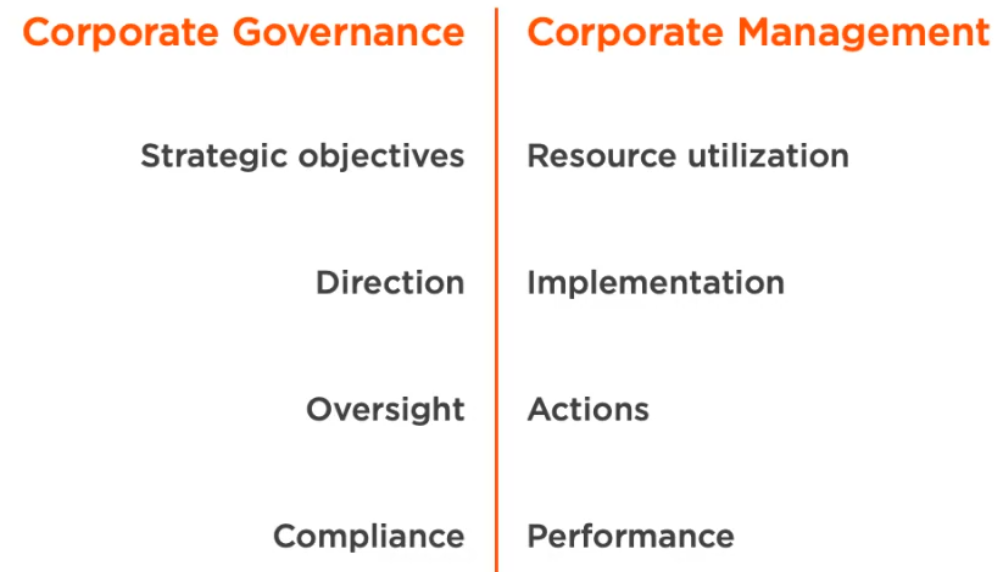 Corporate Governance
Corporate Management
Strategic objectives
Resource utilization
Direction
Implementation
Oversight
Actions
Compliance
Performance